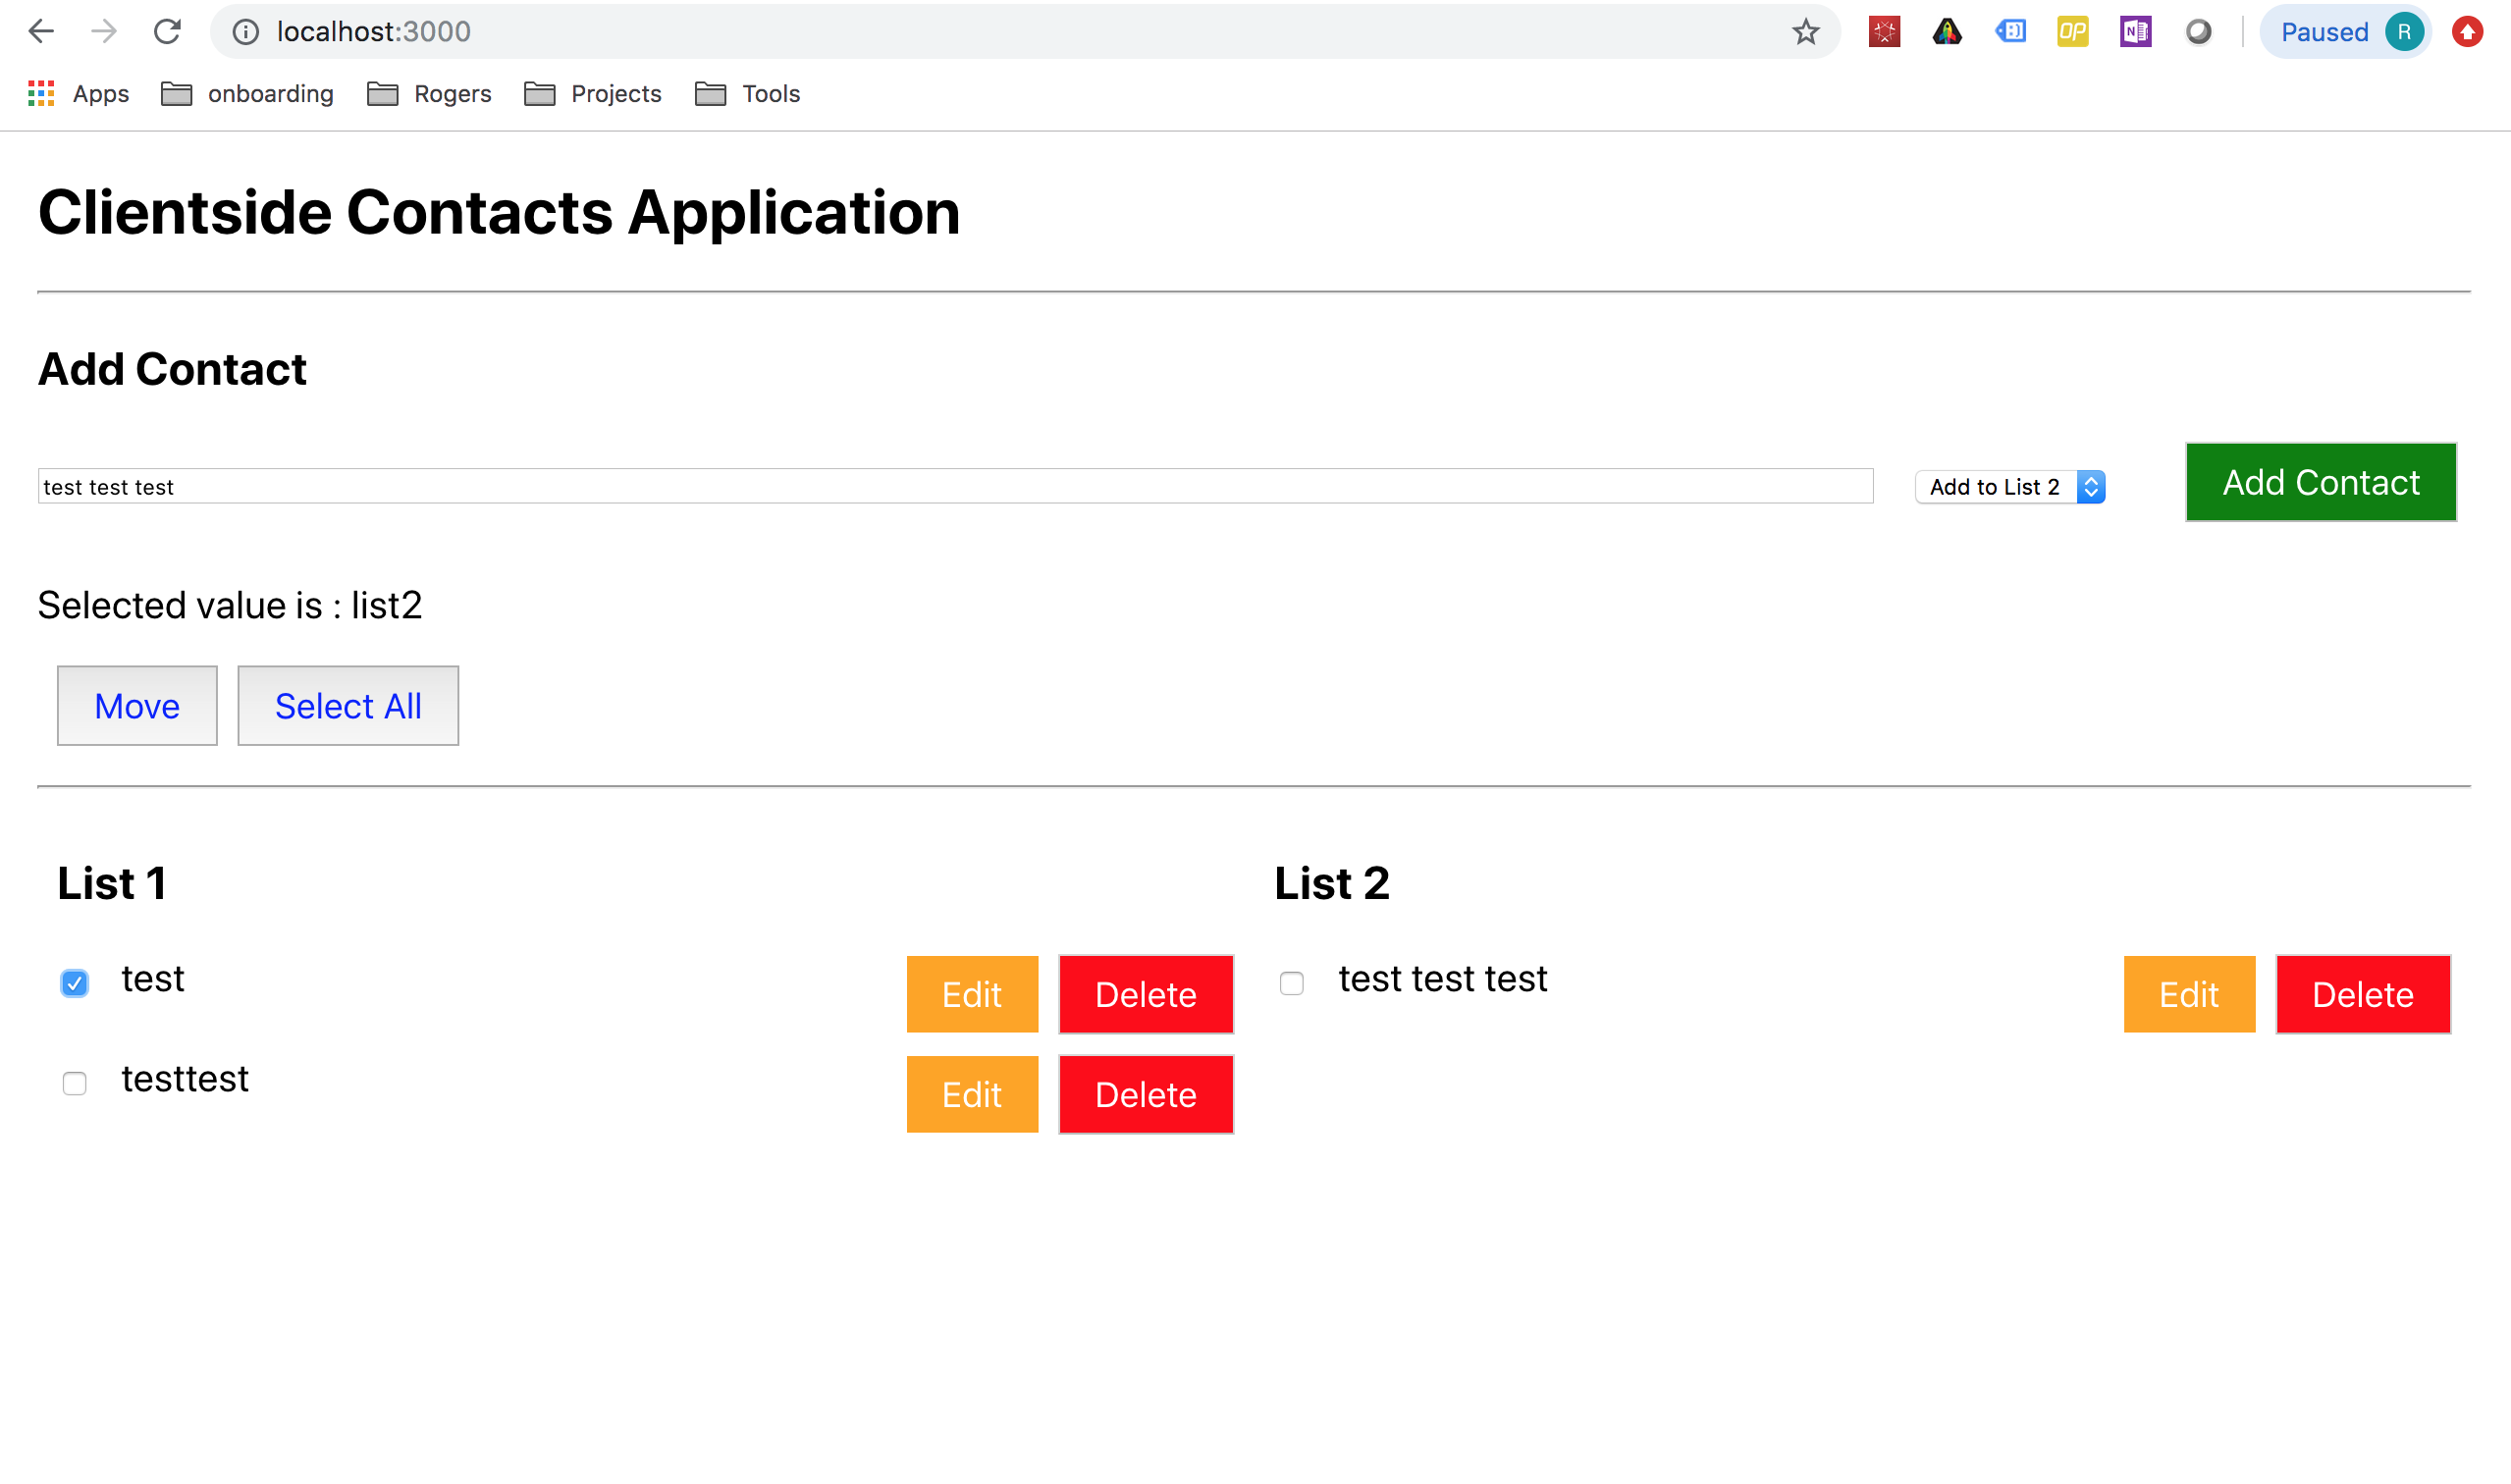 localhost:3000
OP
N
Paused R
Apps onboarding Rogers Projects Tools
Clientside Contacts Application
Add Contact
test test test Add to List 2 Add Contact
Selected value is : list2
Move Select All
List 1 List 2
test Edit Delete test test test Edit Delete
testtest Edit Delete